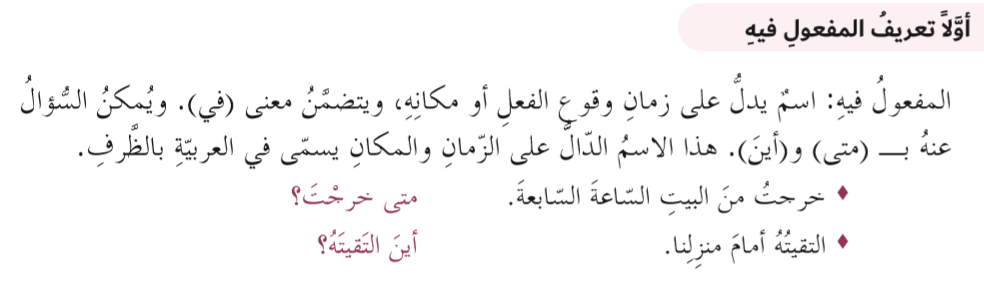 أوَّلاً تعريفُ المفعولِ فيهِ
المفعولُ فيهِ: اسمٌ يدلُّ على زمانِ وقوعِ الفعلِ أو مكانِهِ، ويتضمَّنُ معنى (في). ويُمكنُ السُّؤالُ
عنهُ بـــ (متى) و(أينَ). هذا الاسمُ الدّالُّ على الزّمانِ والمكانِ يسمّى في العربيّةِ بالظَّرفِ.
♦ خرجتُ منَ البيتِ السّاعةَ السّابعةَ. متى خرجْتَ؟
♦ التقيتُهُ أمامَ منزِلِنا. أينَ التَقيتَهُ؟